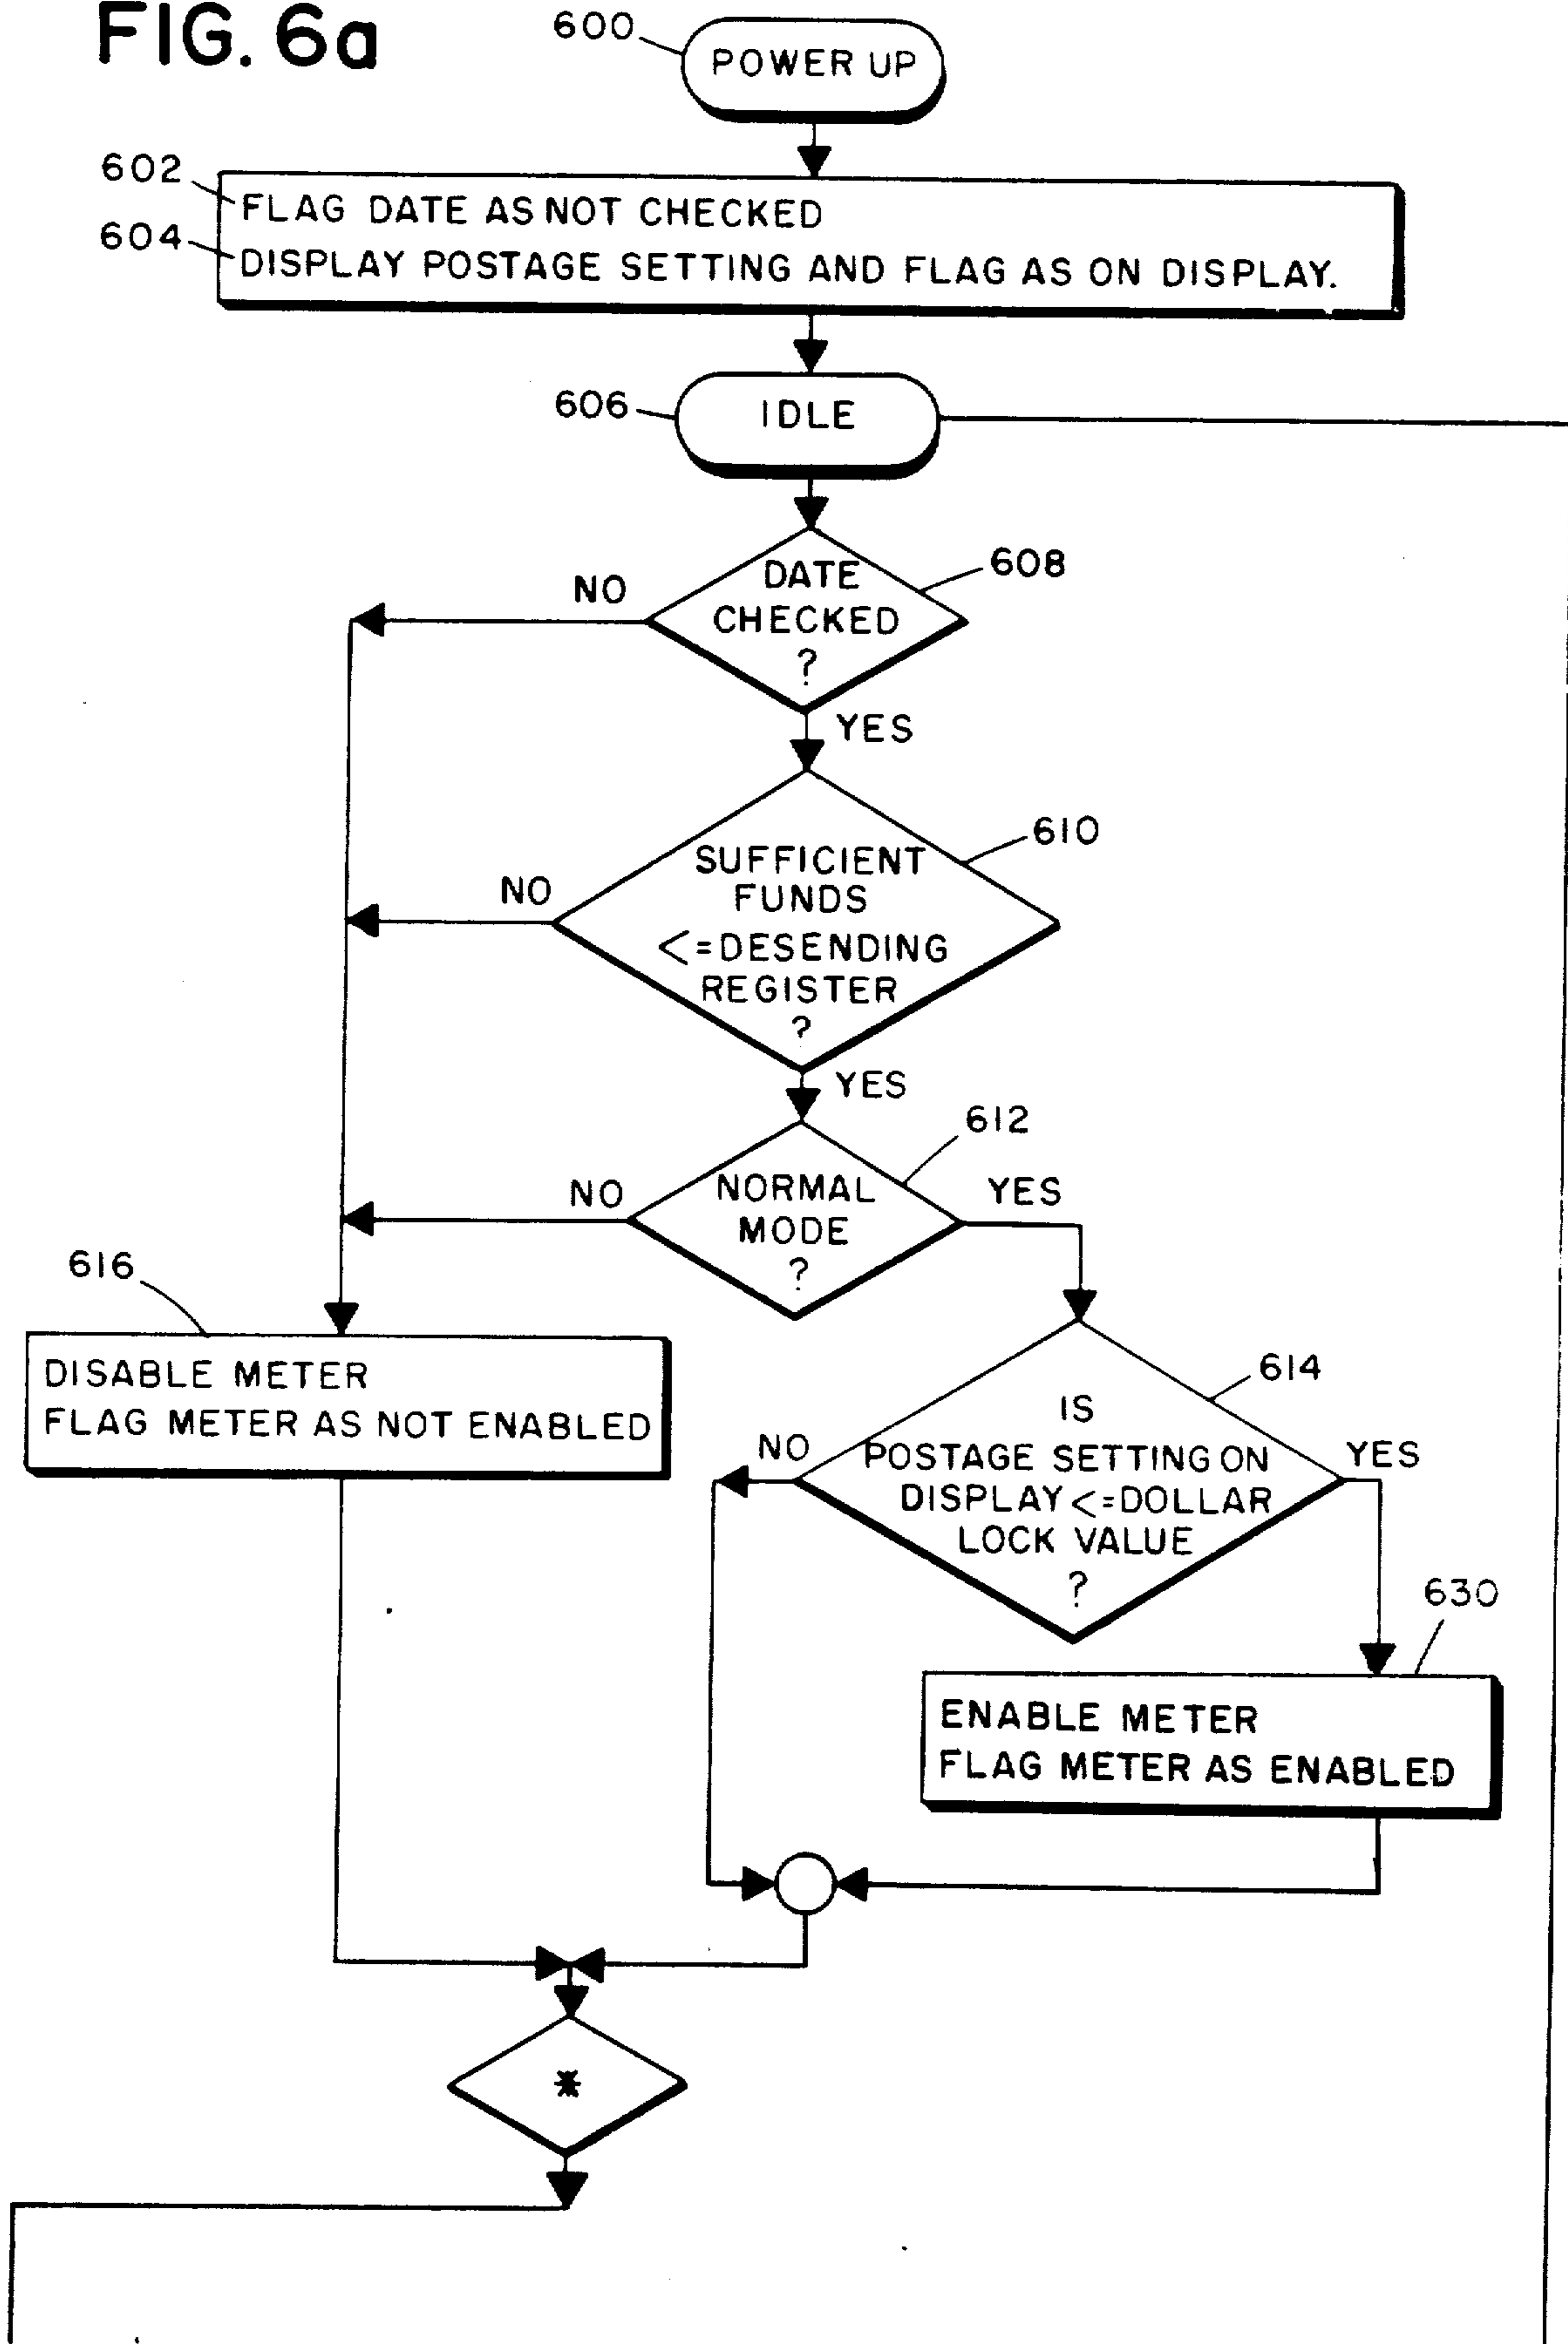 FIG. 6a
600
POWER UP
602
FLAG DATE AS NOT CHECKED
604
DISPLAY POSTAGE SETTING AND FLAG AS ON DISPLAY.
606
IDLE
608
DATE
CHECKED
?
NO
YES
610
SUFFICIENT
FUNDS
<=DESENDING
REGISTER
?
NO
YES
612
NORMAL
MODE
?
NO
YES
616
DISABLE METER
FLAG METER AS NOT ENABLED
614
IS
POSTAGE SETTING ON
DISPLAY <=DOLLAR
LOCK VALUE
?
NO
YES
630
ENABLE METER
FLAG METER AS ENABLED
*